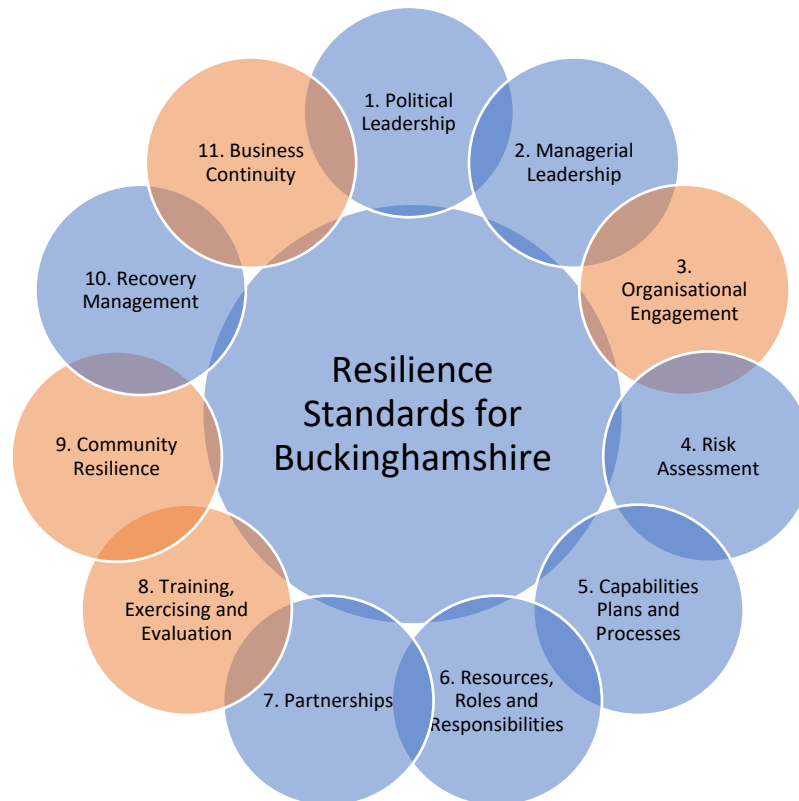 Resilience
Standards for
Buckinghamshire
1. Political
Leadership
2. Managerial
Leadership
3.
Organisational
Engagement
4. Risk
Assessment
5. Capabilities
Plans and
Processes
6. Resources,
Roles and
Responsibilities
7. Partnerships
8. Training,
Exercising and
Evaluation
9. Community
Resilience
10. Recovery
Management
11. Business
Continuity